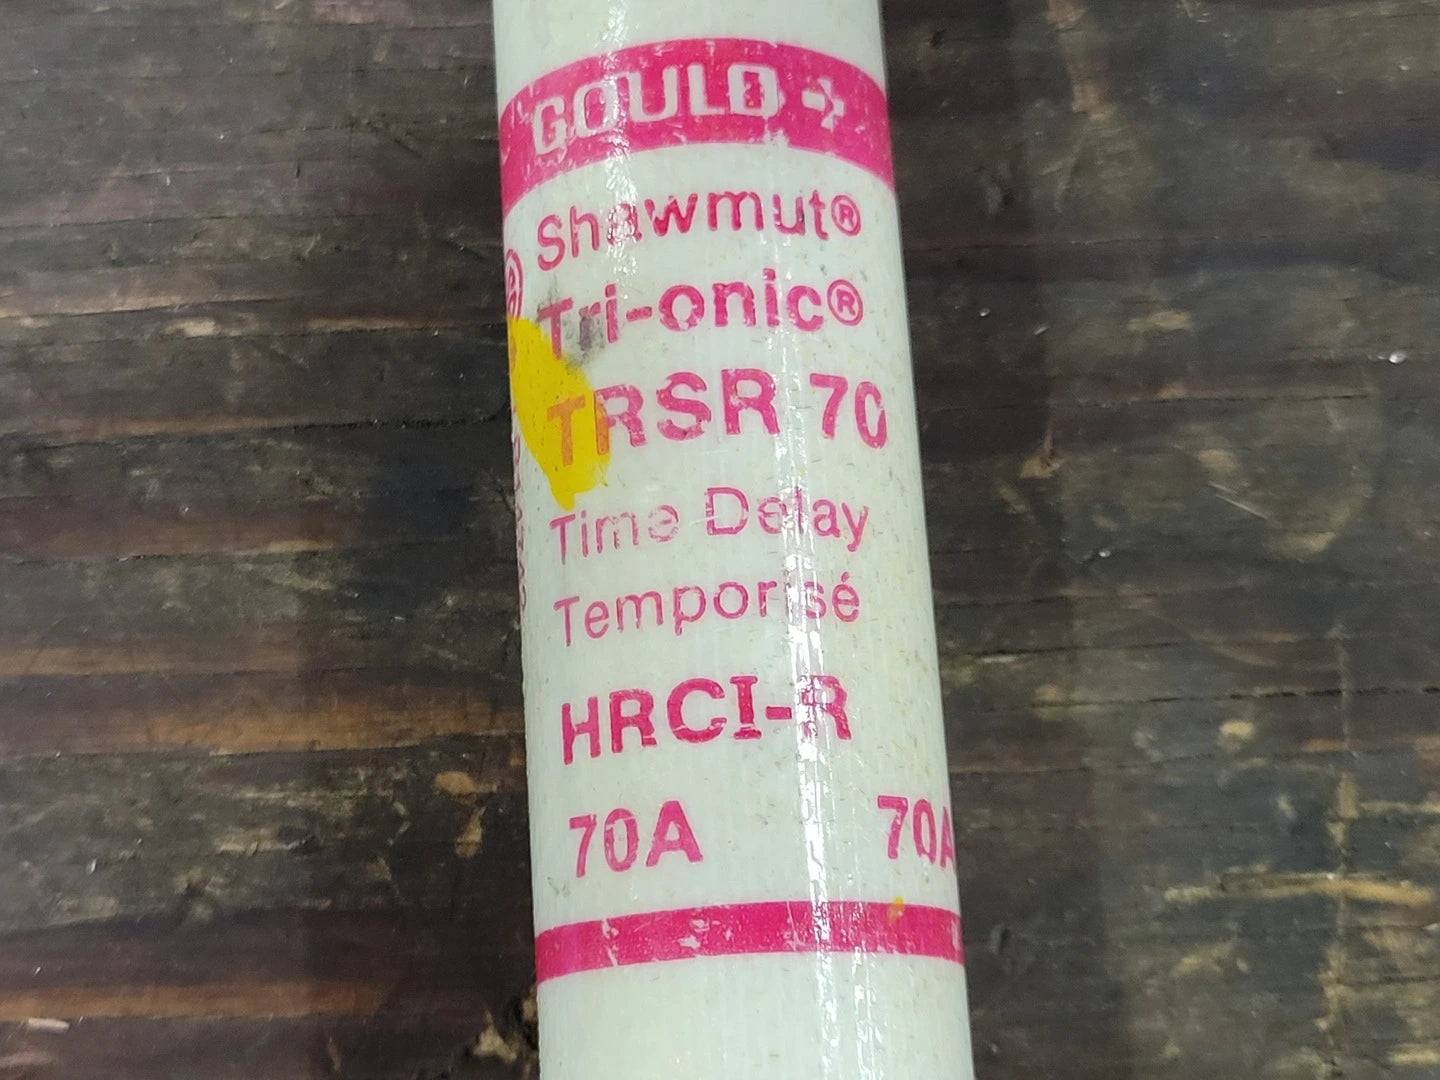 GOULD
Shawmut®
Tri-onic®
TRSR 70
Time Delay
Temporisé
HRCI-R
70A 70A